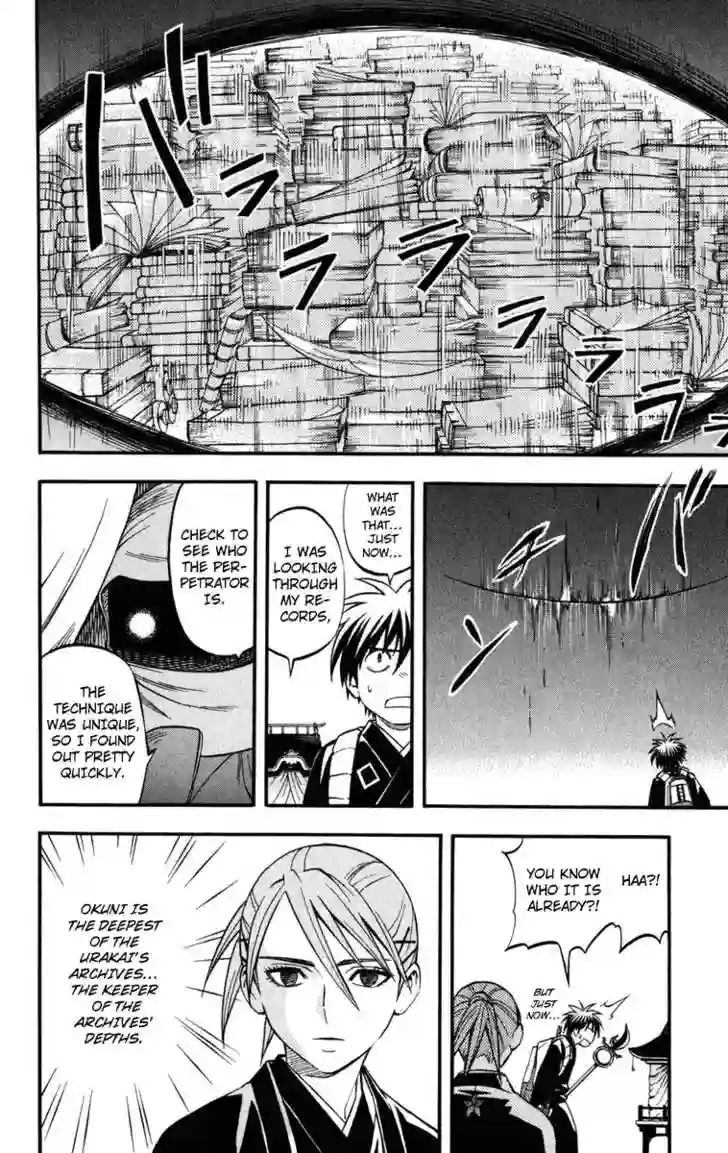 バ
ラ
ラ
ラ
ラ
ラ
ラ
ラ
チ
ン
WHAT
WAS
THAT...
JUST
NOW...
I WAS
LOOKING
THROUGH
MY RE-
CORDS,
CHECK TO
SEE WHO
THE PER-
PETRATOR
IS.
THE
TECHNIQUE
WAS UNIQUE,
SO I FOUND
OUT PRETTY
QUICKLY.
HAA?!
YOU KNOW
WHO IT IS
ALREADY?!
BUT
JUST
NOW...
OKUNI IS
THE DEEPEST
OF THE
URAKAI'S
ARCHIVES...
THE KEEPER
OF THE
ARCHIVES'
DEPTHS.